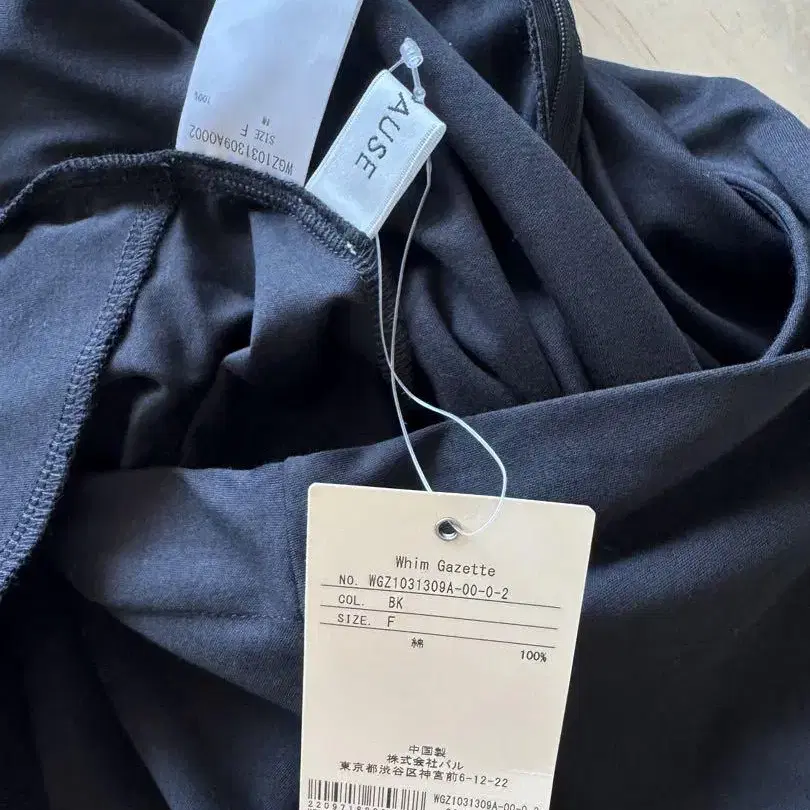 WGZ1031309A0002
SIZE F
綿
100%
AUSE
Whim Gazette
NO. WGZ1031309A-00-0-2
COL. BK
SIZE. F
綿 100%
中国製
株式会社パル
東京都渋谷区神宮前6-12-22
WGZ1031309A-00-0-2